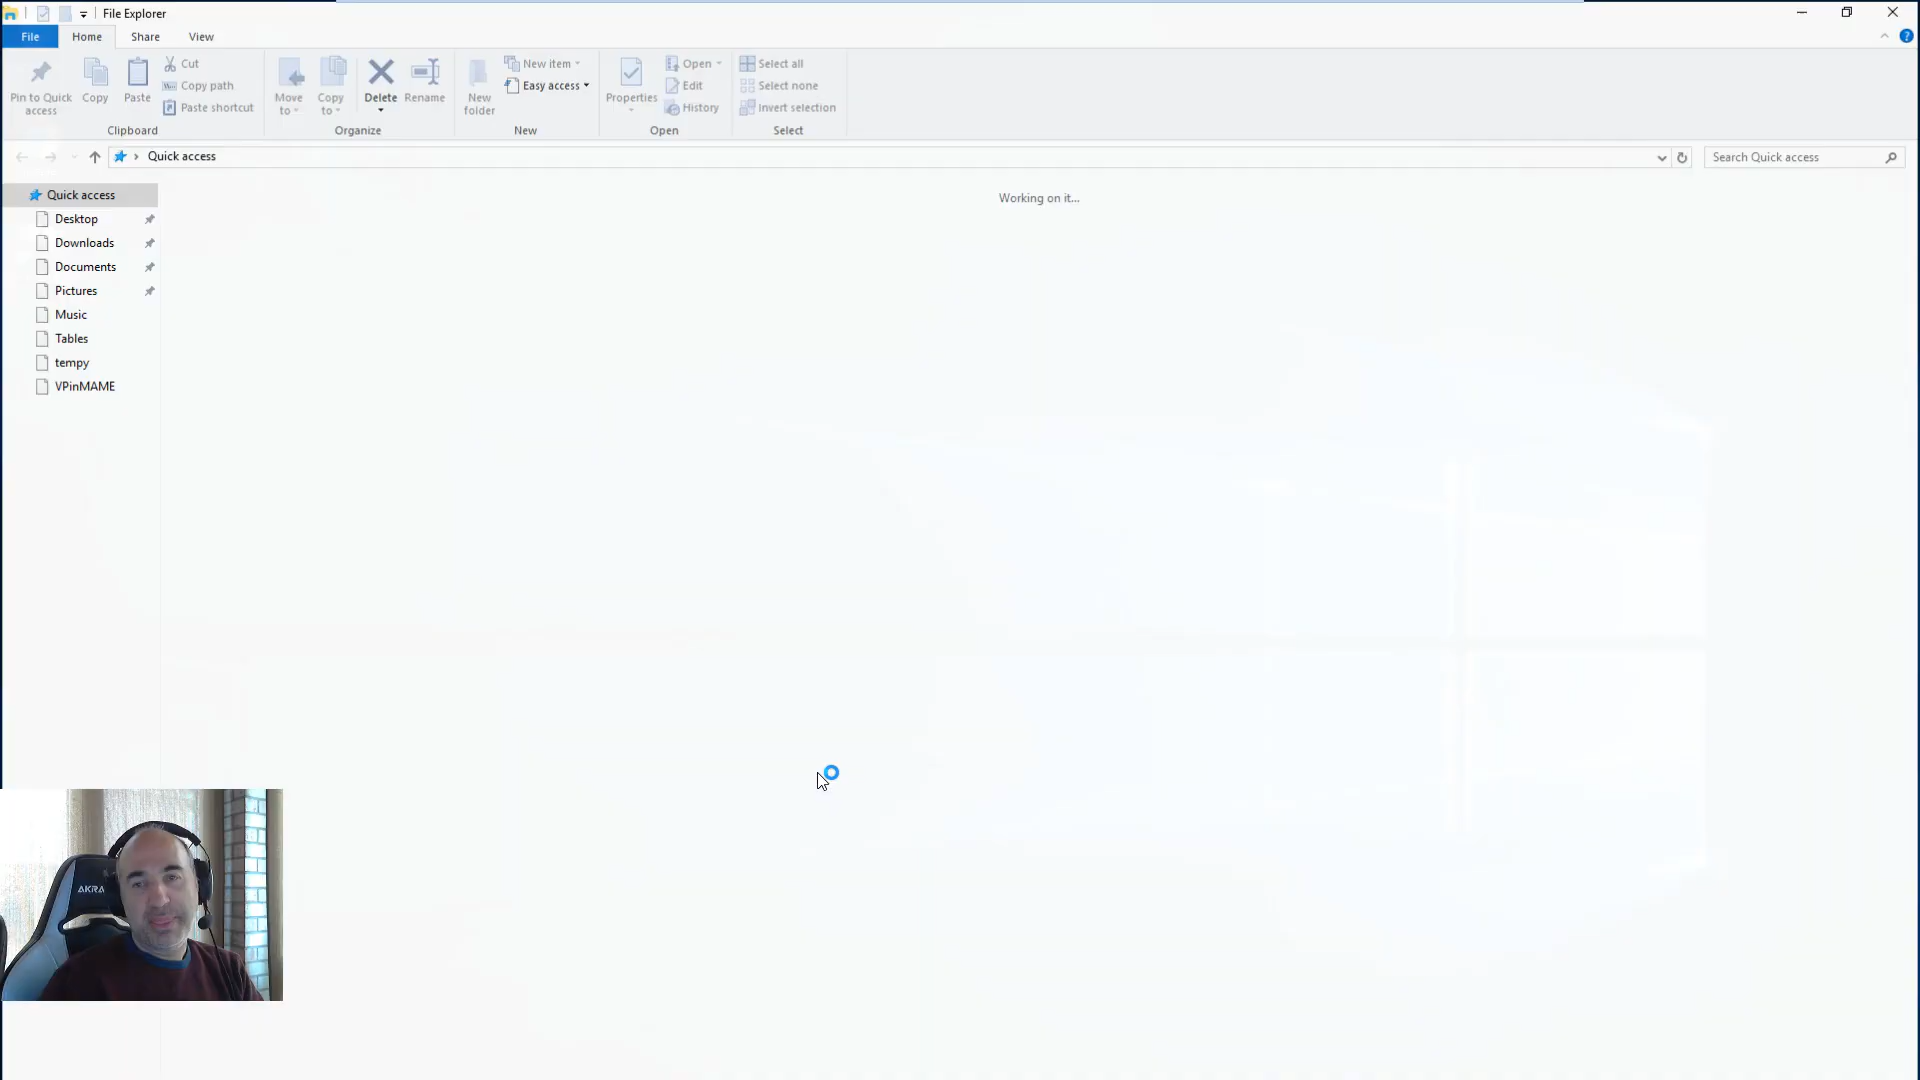 File Explorer
File Home Share View
Pin to Quick access
Copy
Paste
Cut
Copy path
Paste shortcut
Clipboard
Move to
Copy to
Delete
Rename
Organize
New folder
New item
Easy access
New
Properties
Open
Edit
History
Open
Select all
Select none
Invert selection
Select
Quick access
Search Quick access
Quick access
Desktop
Downloads
Documents
Pictures
Music
Tables
tempy
VPinMAME
Working on it...
AKRA